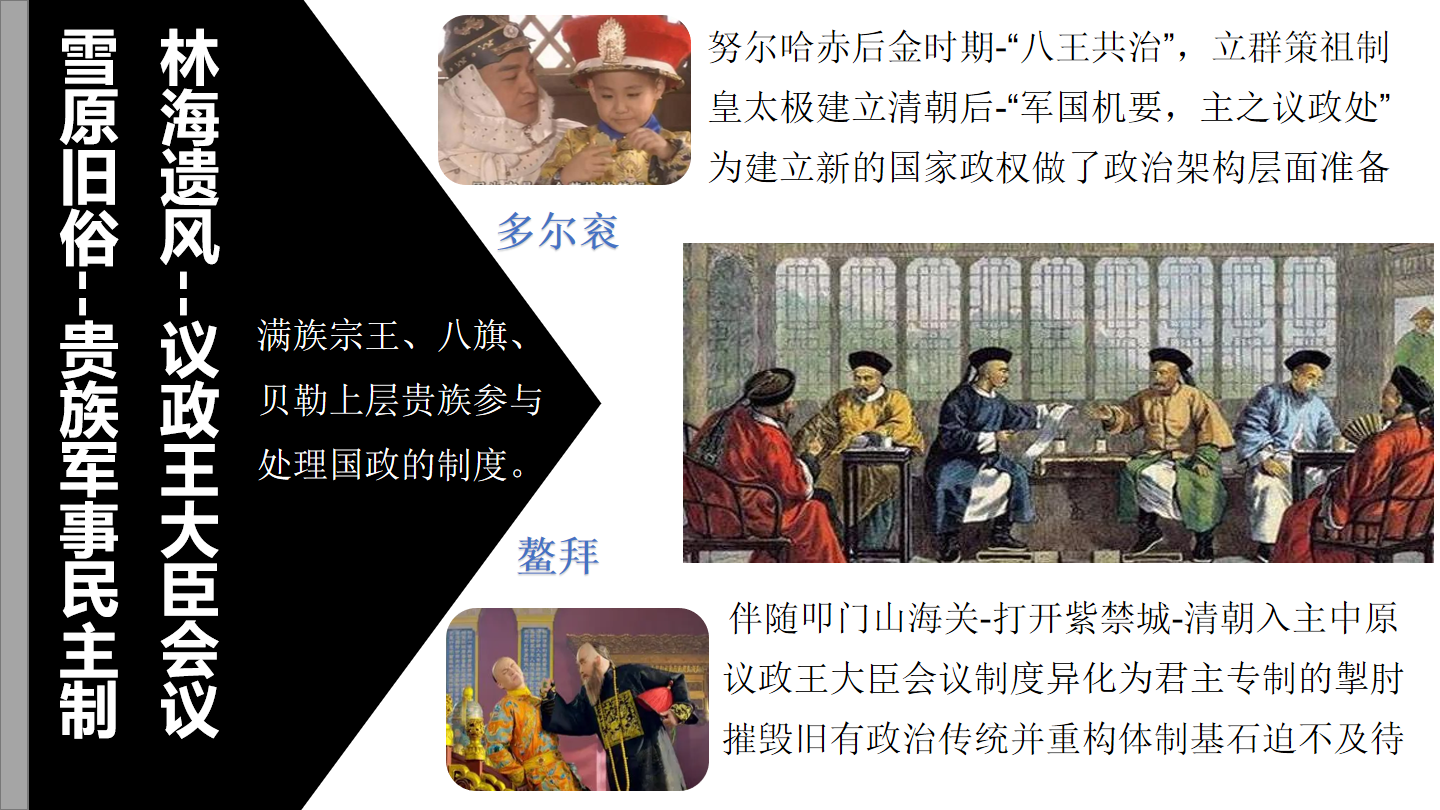 林海遗风--议政王大臣会议
雪原旧俗--贵族军事民主制
满族宗王、八旗、
贝勒上层贵族参与
处理国政的制度。
努尔哈赤后金时期-“八王共治”，立群策祖制
皇太极建立清朝后-“军国机要，主之议政处”
为建立新的国家政权做了政治架构层面准备
多尔衮
鳌拜
伴随叩门山海关-打开紫禁城-清朝入主中原
议政王大臣会议制度异化为君主专制的掣肘
摧毁旧有政治传统并重构体制基石迫不及待